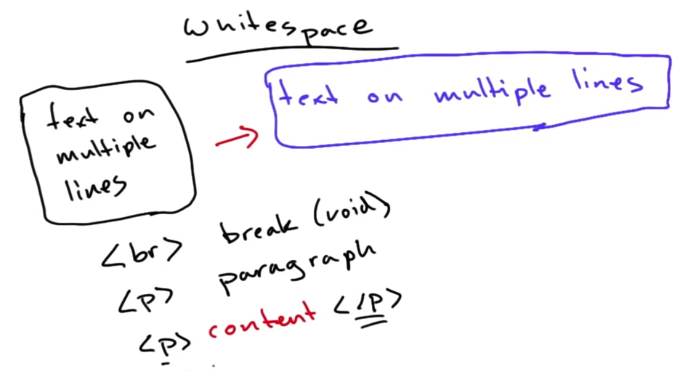 Whitespace
text on
multiple
lines
→
text on multiple lines
<br> break (void)
<p> paragraph
<p> content </p>